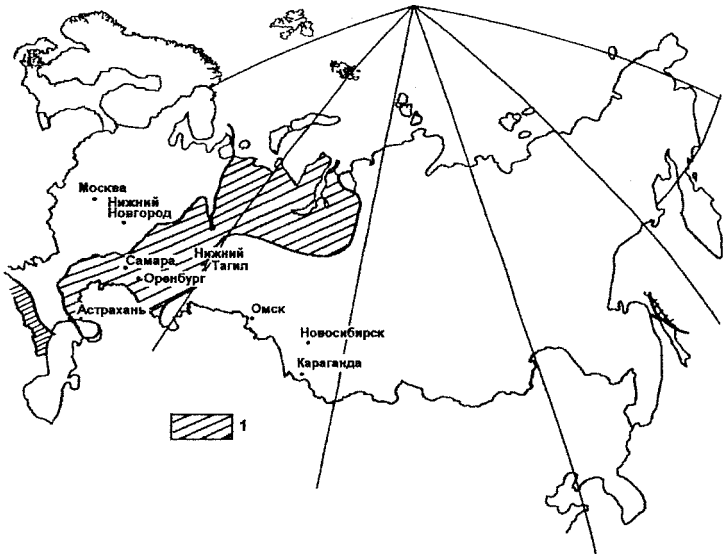 Москва
Нижний
Новгород
Самара
Нижний
Тагил
Оренбург
Астрахань
Омск
Новосибирск
Караганда
1